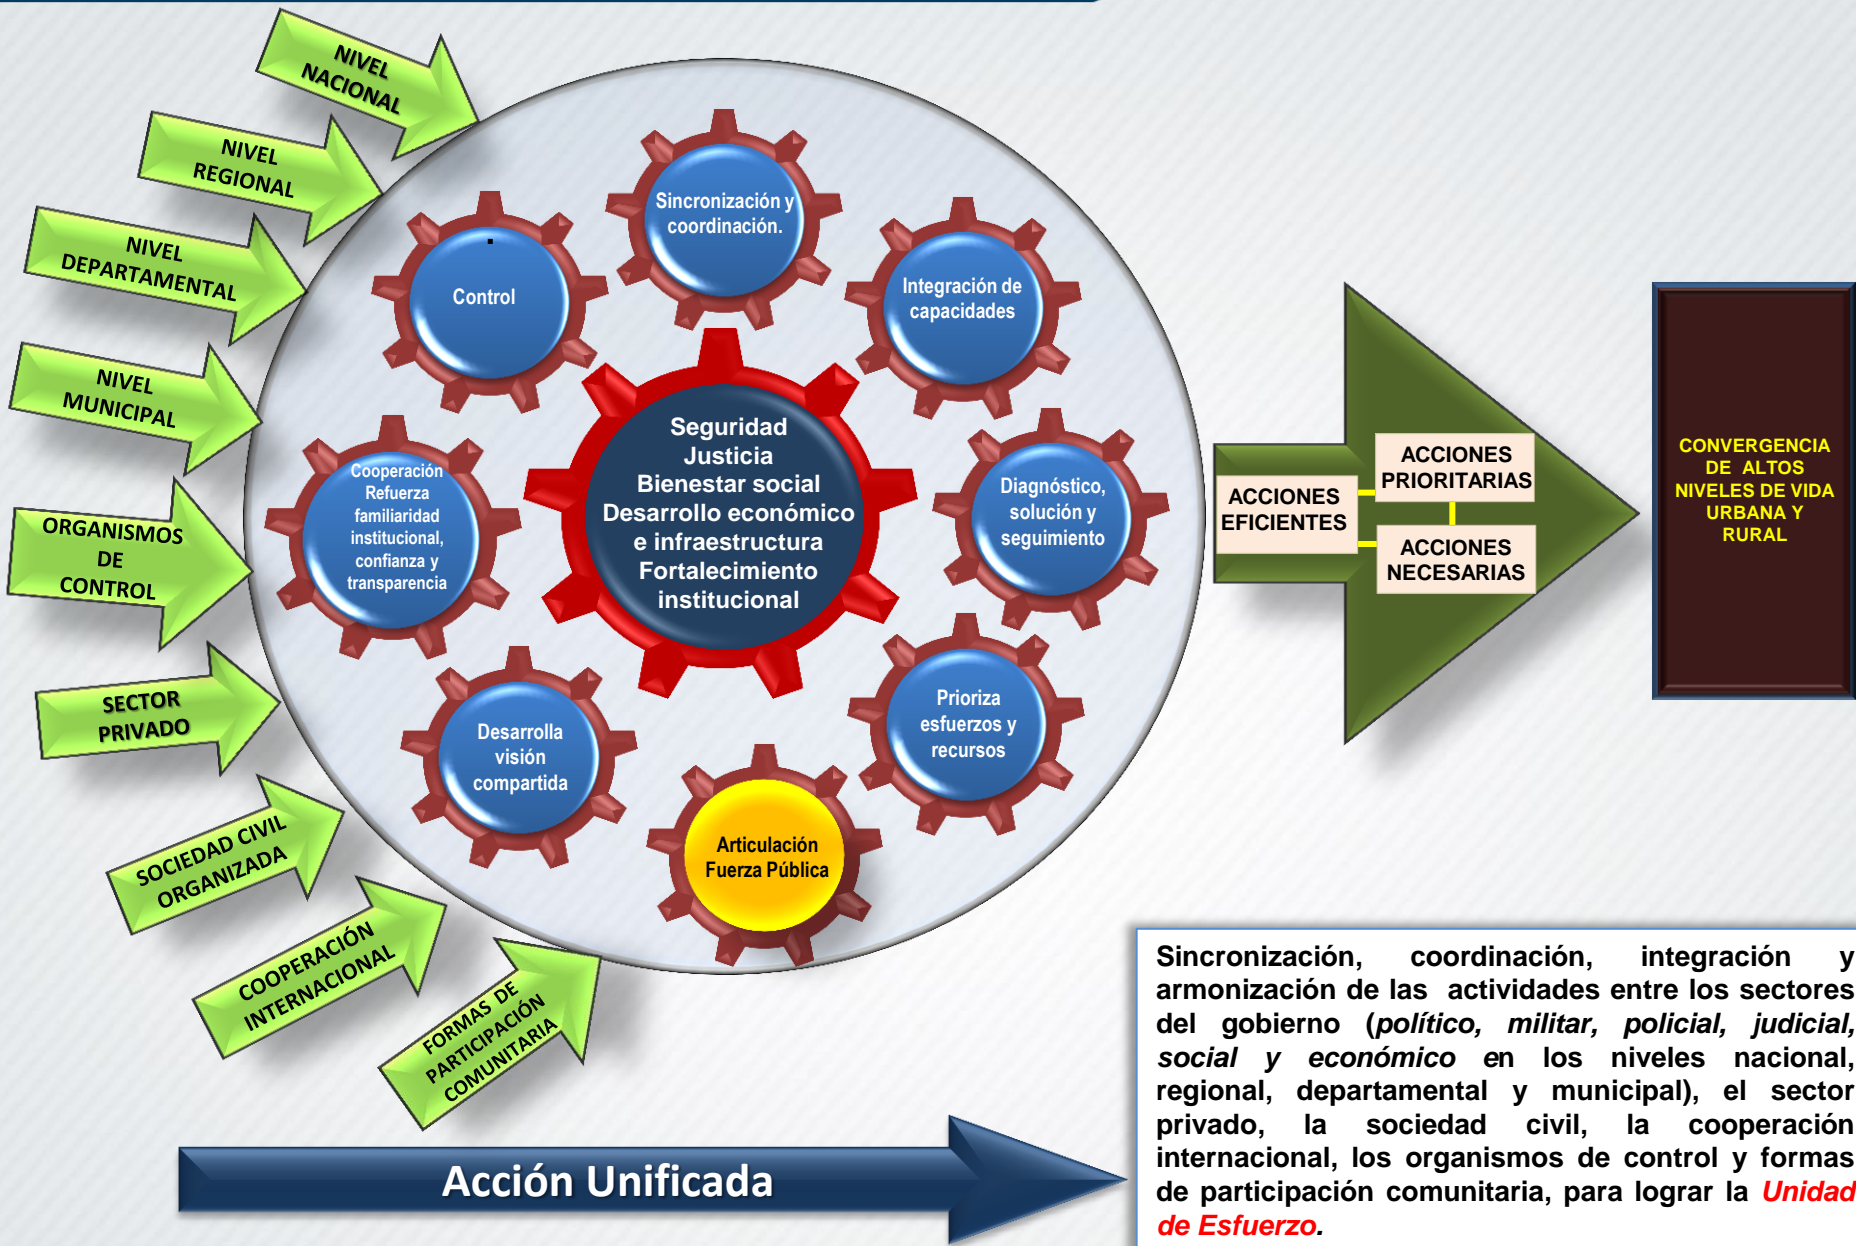 NIVEL
NACIONAL
NIVEL
REGIONAL
NIVEL
DEPARTAMENTAL
NIVEL
MUNICIPAL
ORGANISMOS
DE
CONTROL
SECTOR
PRIVADO
SOCIEDAD CIVIL
ORGANIZADA
COOPERACIÓN
INTERNACIONAL
FORMAS DE
PARTICIPACIÓN
COMUNITARIA
Sincronización y
coordinación.
Control
Integración de
capacidades
Cooperación
Refuerza
familiaridad
institucional,
confianza y
transparencia
Seguridad
Justicia
Bienestar social
Desarrollo económico
e infraestructura
Fortalecimiento
institucional
Diagnóstico,
solución y
seguimiento
Desarrolla
visión
compartida
Prioriza
esfuerzos y
recursos
Articulación
Fuerza Pública
ACCIONES
EFICIENTES
ACCIONES
PRIORITARIAS
ACCIONES
NECESARIAS
CONVERGENCIA
DE ALTOS
NIVELES DE VIDA
URBANA Y
RURAL
Acción Unificada
Sincronización, coordinación, integración y
armonización de las actividades entre los sectores
del gobierno (político, militar, policial, judicial,
social y económico en los niveles nacional,
regional, departamental y municipal), el sector
privado, la sociedad civil, la cooperación
internacional, los organismos de control y formas
de participación comunitaria, para lograr la Unidad
de Esfuerzo.